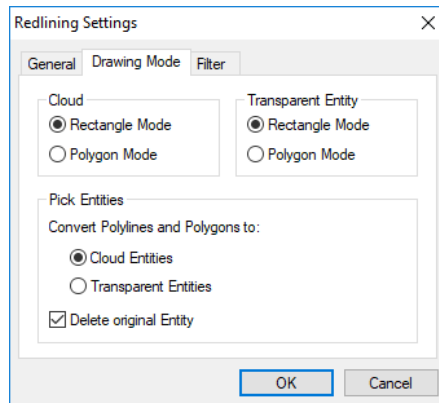 Redlining Settings
General Drawing Mode Filter
Cloud Transparent Entity
Rectangle Mode Rectangle Mode
Polygon Mode Polygon Mode
Pick Entities
Convert Polylines and Polygons to:
Cloud Entities
Transparent Entities
Delete original Entity
OK Cancel